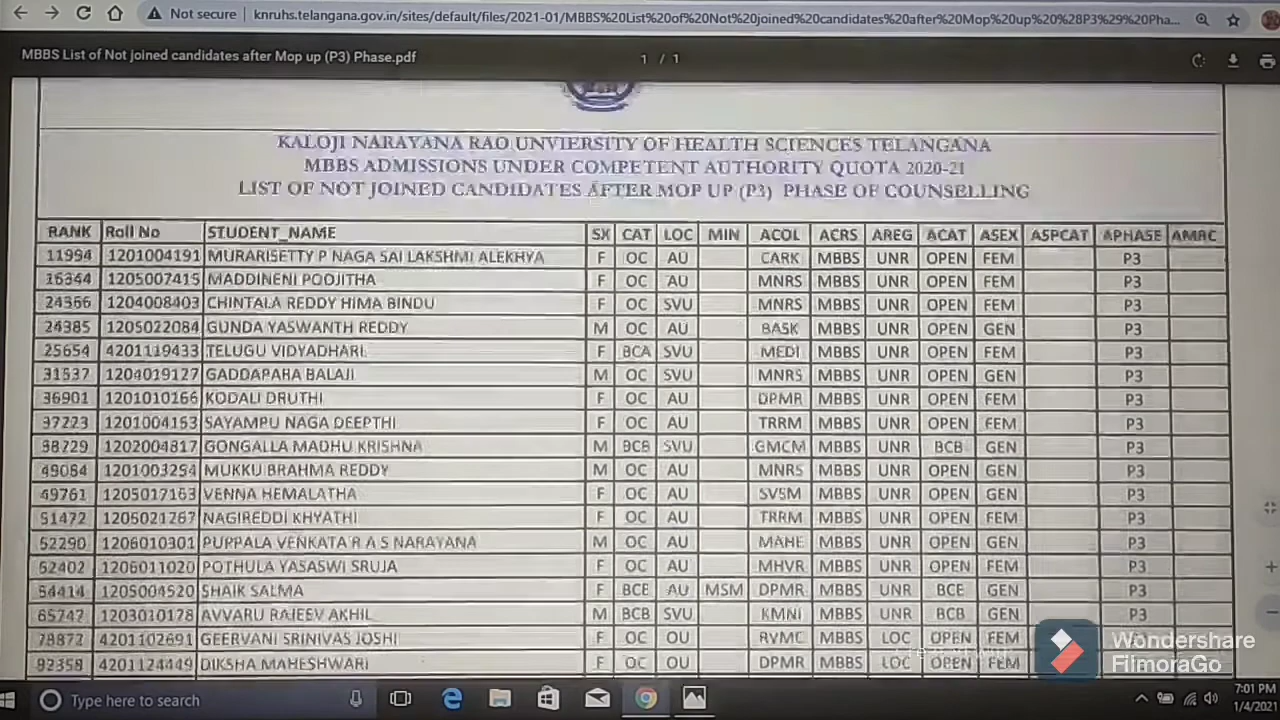 Not secure | knruhs.telangana.gov.in/sites/default/files/2021-01/MBBS%20List%20of%20Not%20joined%20candidates%20after%20Mop%20up%20%28P3%29%20Pha...
MBBS List of Not joined candidates after Mop up (P3) Phase.pdf 1 / 1
KALOJI NARAYANA RAO UNVIERSITY OF HEALTH SCIENCES TELANGANA
MBBS ADMISSIONS UNDER COMPETENT AUTHORITY QUOTA 2020-21
LIST OF NOT JOINED CANDIDATES AFTER MOP UP (P3) PHASE OF COUNSELLING
RANK Roll No STUDENT_NAME SX CAT LOC MIN ACOL ACRS AREG ACAT ASEX ASPCAT APHASE AMRC
11994 1201004191 MURARISETTY P NAGA SAI LAKSHMI ALEKHYA F OC AU CARK MBBS UNR OPEN FEM P3
16364 1205007415 MADDINENI POOJITHA F OC AU MNRS MBBS UNR OPEN FEM P3
24366 1204008403 CHINTALA REDDY HIMA BINDU F OC SVU MNRS MBBS UNR OPEN FEM P3
24385 1205022084 GUNDA YASWANTH REDDY M OC AU BASK MBBS UNR OPEN GEN P3
25654 4201119433 TELUGU VIDYADHARI F BCA SVU MEDI MBBS UNR OPEN FEM P3
31537 1204019127 GADDAPARA BALAJI M OC SVU MNRS MBBS UNR OPEN GEN P3
36901 1201010166 KODALI DRUTHI F OC AU DPMR MBBS UNR OPEN FEM P3
37223 1201004153 SAYAMPU NAGA DEEPTHI F OC AU TRRM MBBS UNR OPEN FEM P3
38729 1202004817 GONGALLA MADHU KRISHNA M BCB SVU GMCM MBBS UNR BCB GEN P3
49084 1201003254 MUKKU BRAHMA REDDY M OC AU MNRS MBBS UNR OPEN GEN P3
49761 1205017163 VENNA HEMALATHA F OC AU SVSM MBBS UNR OPEN GEN P3
51472 1205021267 NAGIREDDI KHYATHI F OC AU TRRM MBBS UNR OPEN FEM P3
52290 1206010301 PUPPALA VENKATA R A S NARAYANA M OC AU MAHE MBBS UNR OPEN GEN P3
52402 1206011020 POTHULA YASASWI SRUJA F OC AU MHVR MBBS UNR OPEN FEM P3
54414 1205004520 SHAIK SALMA F BCE AU MSM DPMR MBBS UNR BCE GEN P3
65747 1203010178 AVVARU RAJEEV AKHIL M BCB SVU KMNI MBBS UNR BCB GEN P3
78872 4201102691 GEERVANI SRINIVAS JOSHI F OC OU RVMC MBBS LOC OPEN FEM
92358 4201124449 DIKSHA MAHESHWARI F OC OU DPMR MBBS LOC OPEN FEM
Wondershare
FilmoraGo
Type here to search
7:01 PM
1/4/2021